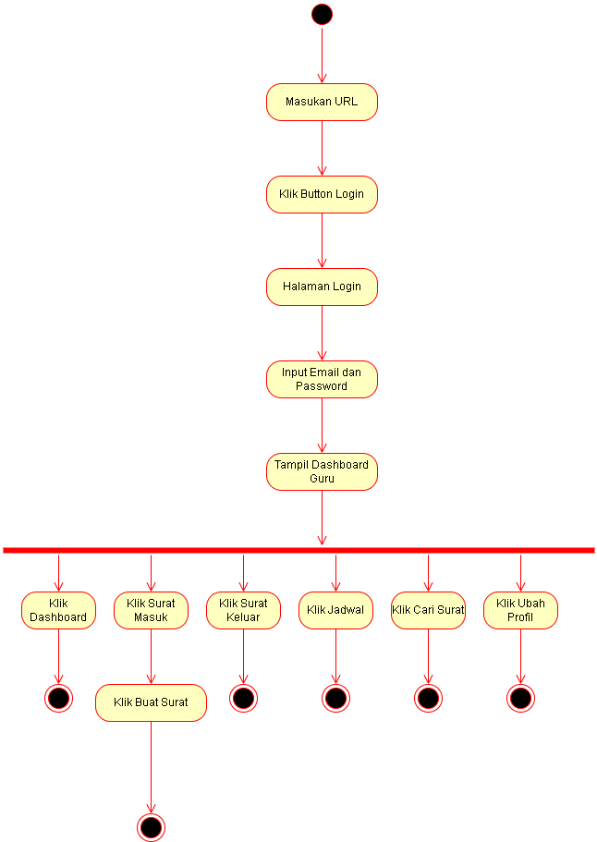 Masukan URL
Klik Button Login
Halaman Login
Input Email dan
Password
Tampil Dashboard
Guru
Klik
Dashboard
Klik Surat
Masuk
Klik Surat
Keluar
Klik Jadwal
Klik Cari Surat
Klik Ubah
Profil
Klik Buat Surat